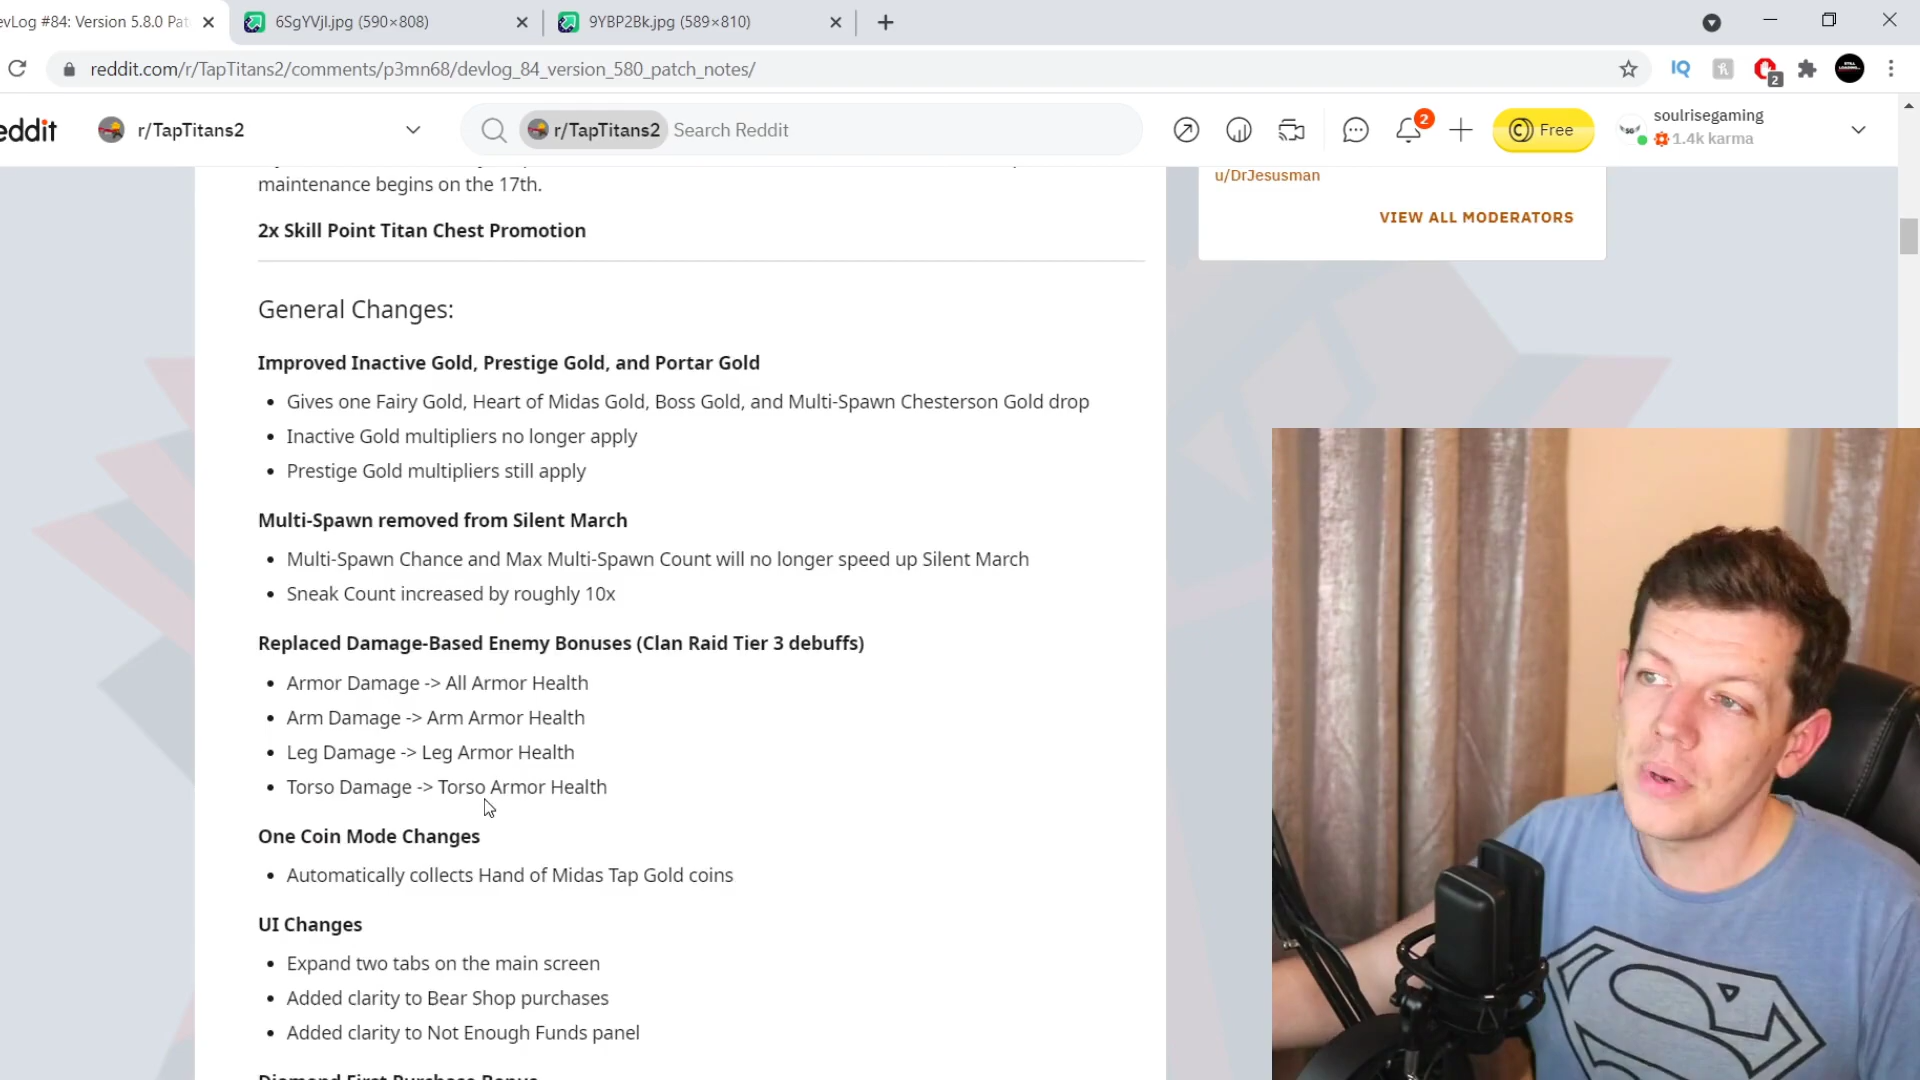 evLog #84: Version 5.8.0 Pat
6SgYVjl.jpg (590×808)
9YBP2Bk.jpg (589×810)
reddit.com/r/TapTitans2/comments/p3mn68/devlog_84_version_580_patch_notes/
IQ
2
eddit
r/TapTitans2
r/TapTitans2
Search Reddit
2
Free
soulrisegaming
1.4k karma
maintenance begins on the 17th.
u/DrJesusman
VIEW ALL MODERATORS
2x Skill Point Titan Chest Promotion
General Changes:
Improved Inactive Gold, Prestige Gold, and Portar Gold
• Gives one Fairy Gold, Heart of Midas Gold, Boss Gold, and Multi-Spawn Chesterson Gold drop
• Inactive Gold multipliers no longer apply
• Prestige Gold multipliers still apply
Multi-Spawn removed from Silent March
• Multi-Spawn Chance and Max Multi-Spawn Count will no longer speed up Silent March
• Sneak Count increased by roughly 10x
Replaced Damage-Based Enemy Bonuses (Clan Raid Tier 3 debuffs)
• Armor Damage -> All Armor Health
• Arm Damage -> Arm Armor Health
• Leg Damage -> Leg Armor Health
• Torso Damage -> Torso Armor Health
One Coin Mode Changes
• Automatically collects Hand of Midas Tap Gold coins
UI Changes
• Expand two tabs on the main screen
• Added clarity to Bear Shop purchases
• Added clarity to Not Enough Funds panel
Diamond First Purchase Bonus